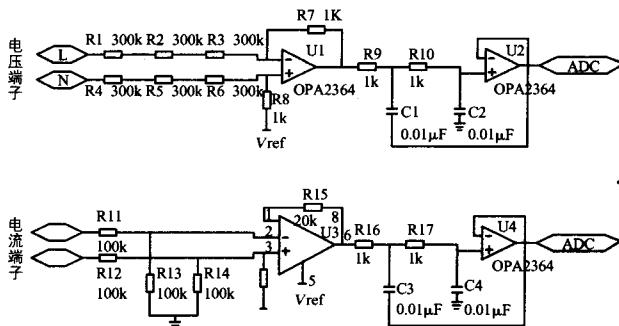 电压端子
L
N
R1
300k
R2
300k
R3
300k
R4
300k
R5
300k
R6
300k
R7 1K
U1
OPA2364
R8
1k
Vref
R9
1k
R10
1k
C1
0.01μF
C2
0.01μF
U2
OPA2364
ADC
电流端子
R11
100k
R12
100k
R13
100k
R14
100k
R15
20k
1
8
2
3
U3
6
5
Vref
R16
1k
R17
1k
C3
0.01μF
C4
0.01μF
U4
OPA2364
ADC